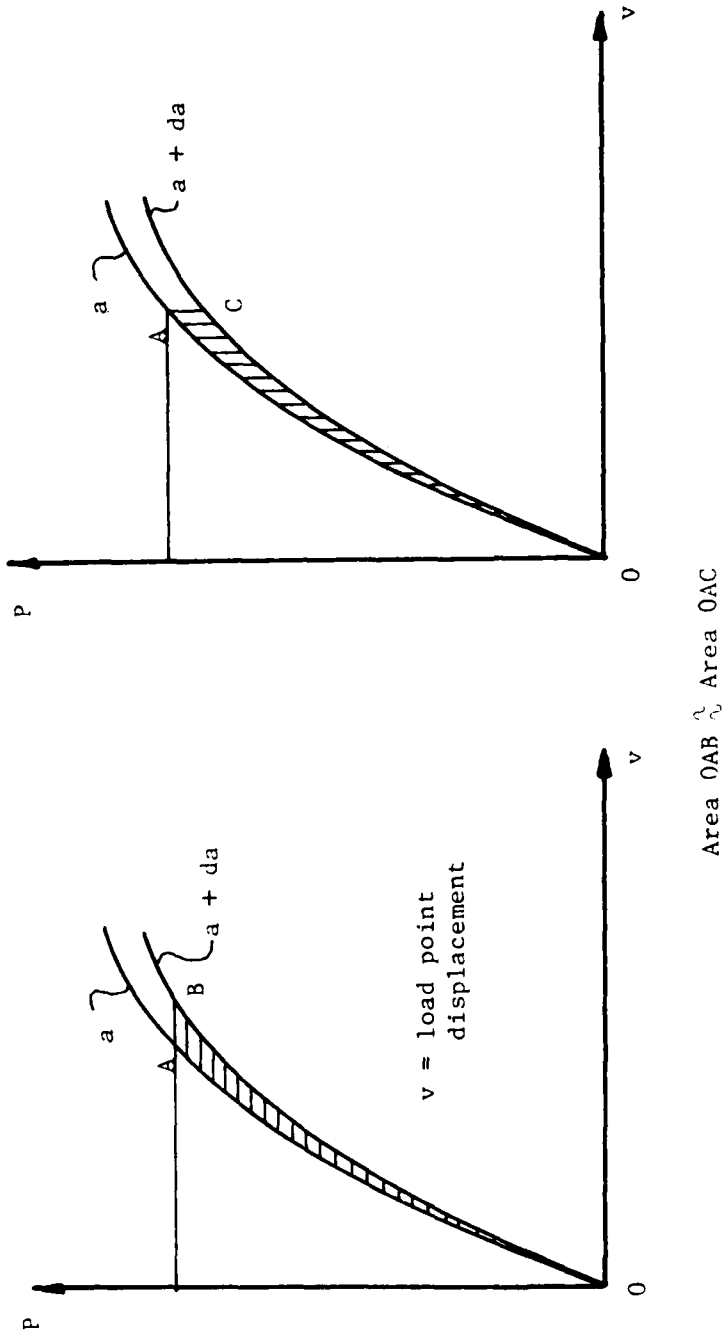 P
a
a + da
A
B
v = load point
displacement
0
v
P
a
a + da
A
C
0
v
Area OAB ≈ Area OAC